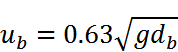 u_b = 0.63√(gd_b)